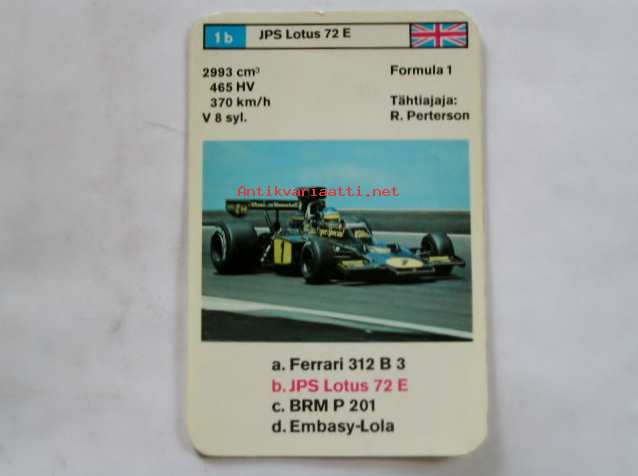 1b JPS Lotus 72 E
2993 cm³ Formula 1
465 HV
370 km/h Tähtiajaja:
V 8 syl. R. Perterson
Antikvariaatti.net
1
a. Ferrari 312 B 3
b. JPS Lotus 72 E
c. BRM P 201
d. Embasy-Lola